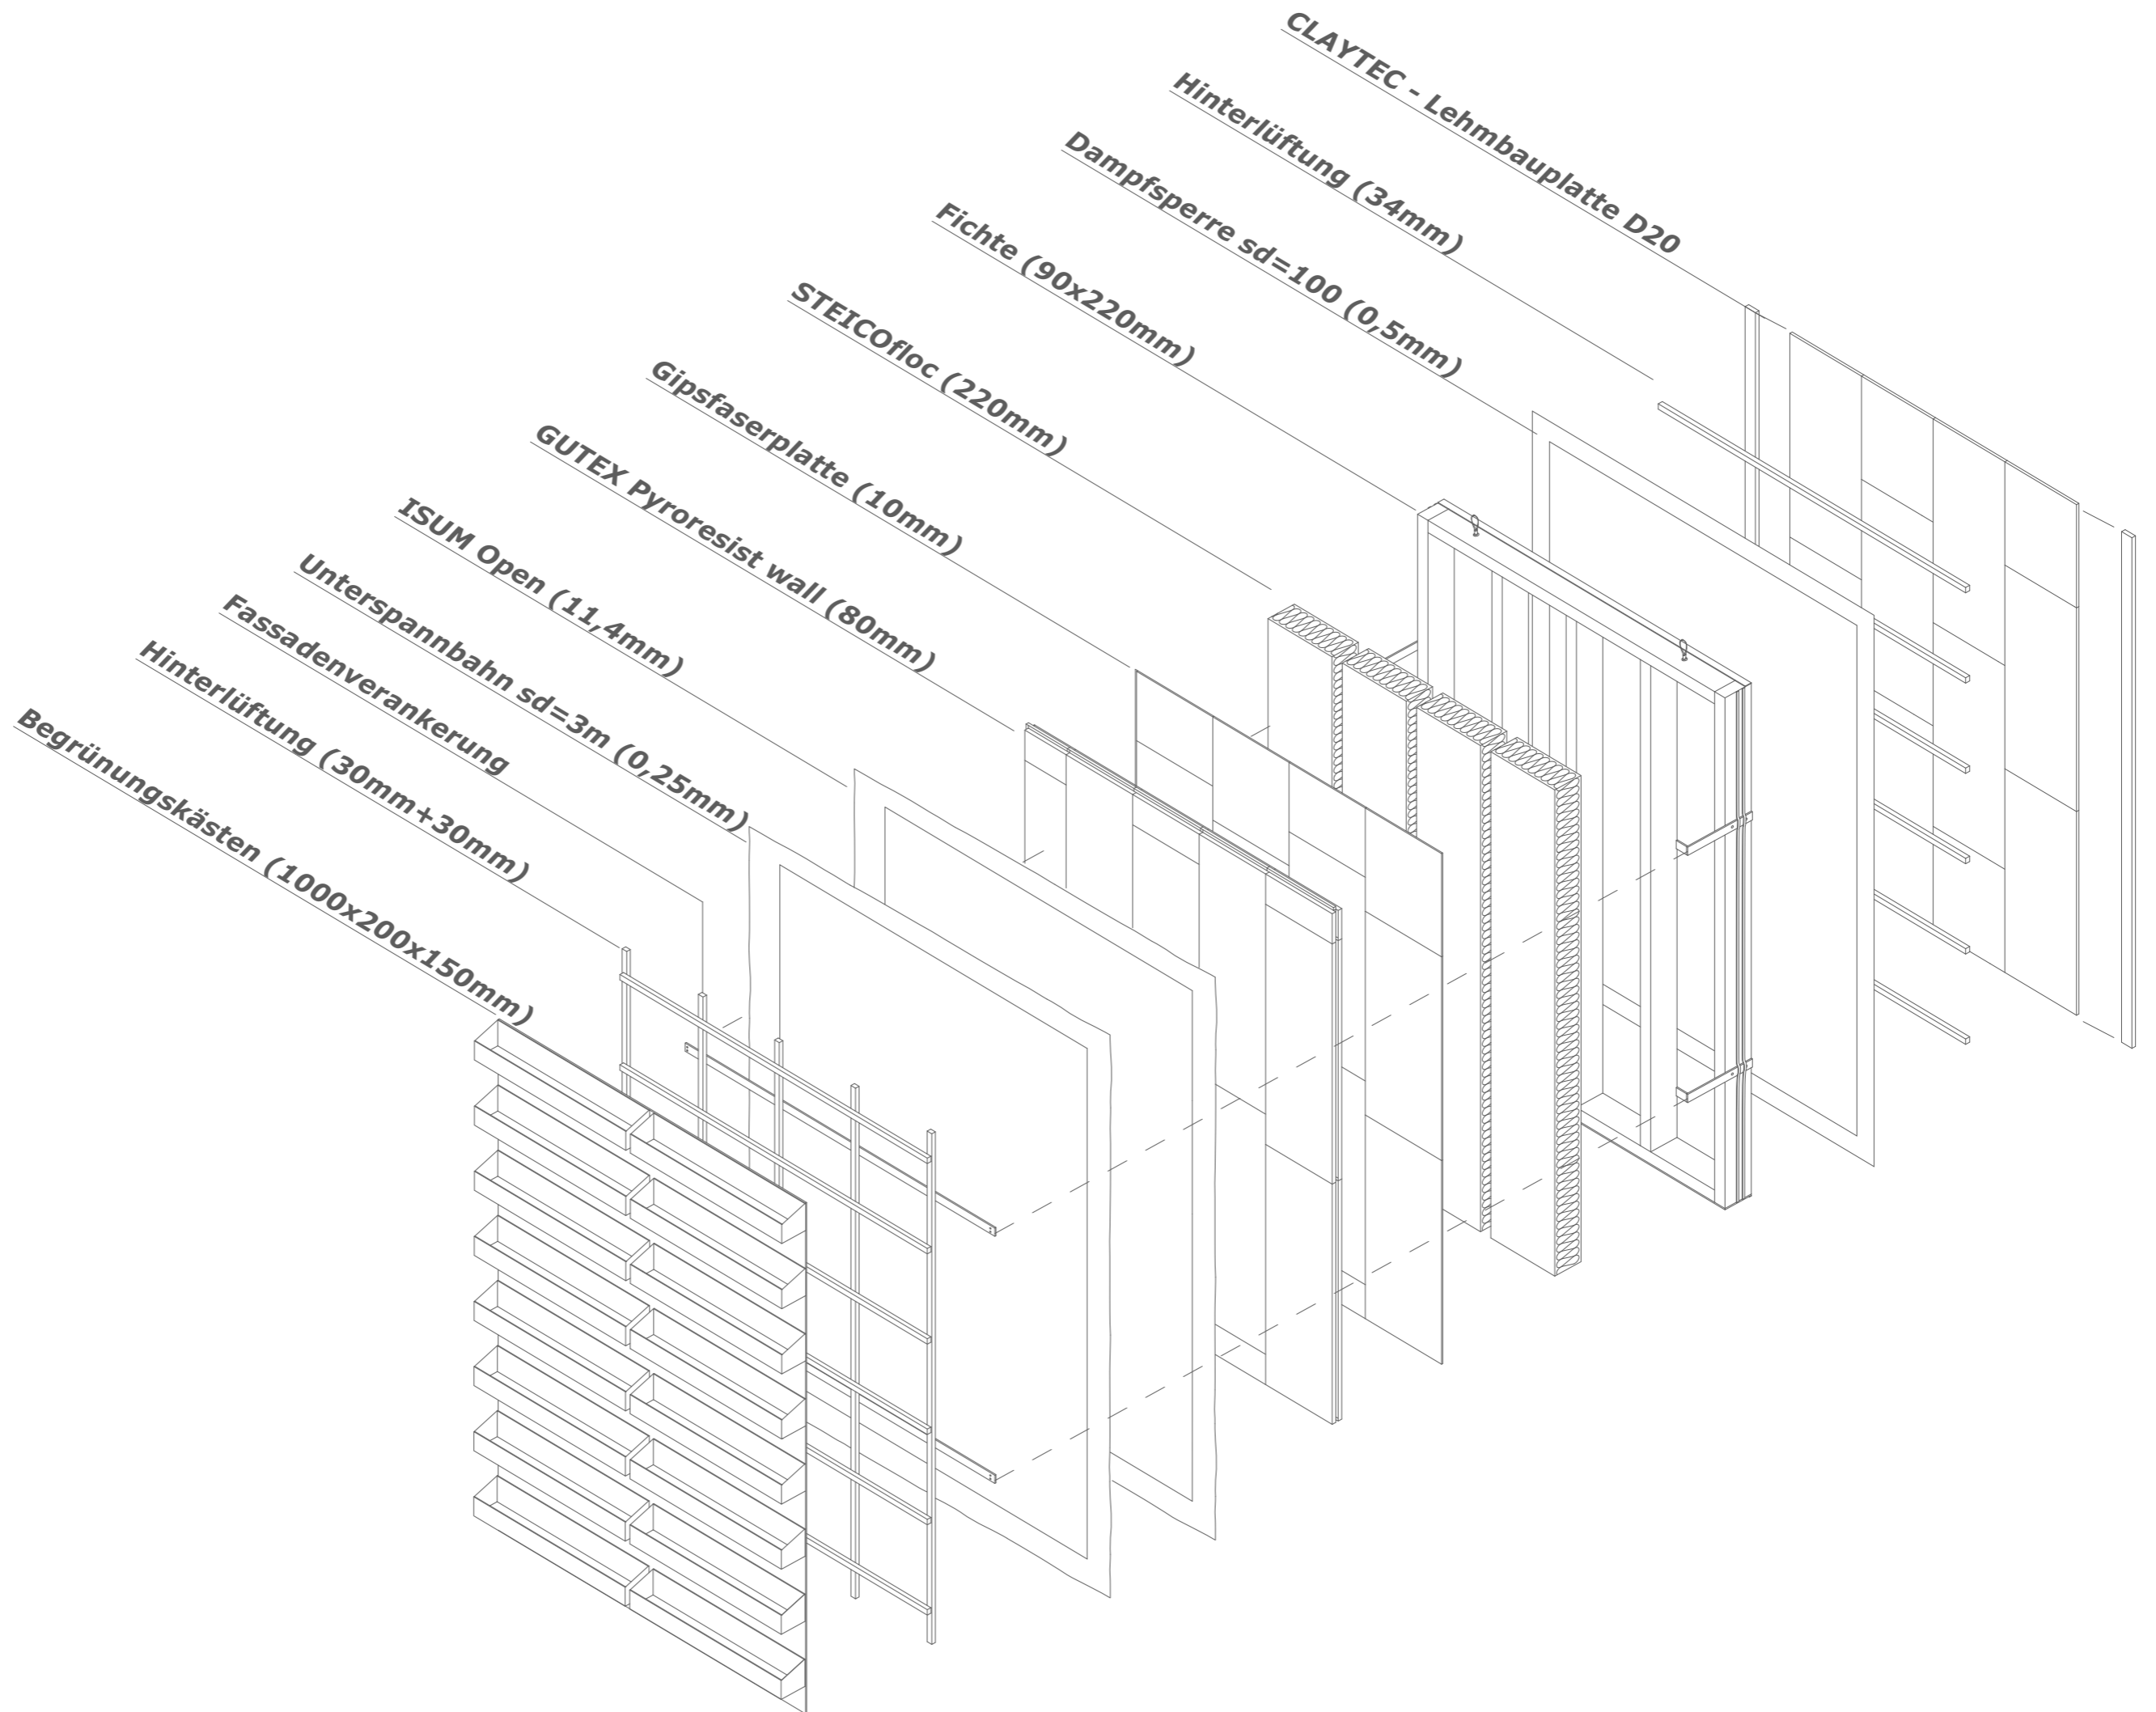 CLAYTEC - Lehmbauplatte D20
Hinterlüftung (34mm)
Dampfsperre sd=100 (0,5mm)
Fichte (90x220mm)
STEICOfloc (220mm)
Gipsfaserplatte (10mm)
GUTEX Pyroresist wall (80mm)
ISUM Open (11,4mm)
Unterspannbahn sd=3m (0,25mm)
Fassadenverankerung
Hinterlüftung (30mm+30mm)
Begrünungskästen (1000x200x150mm)